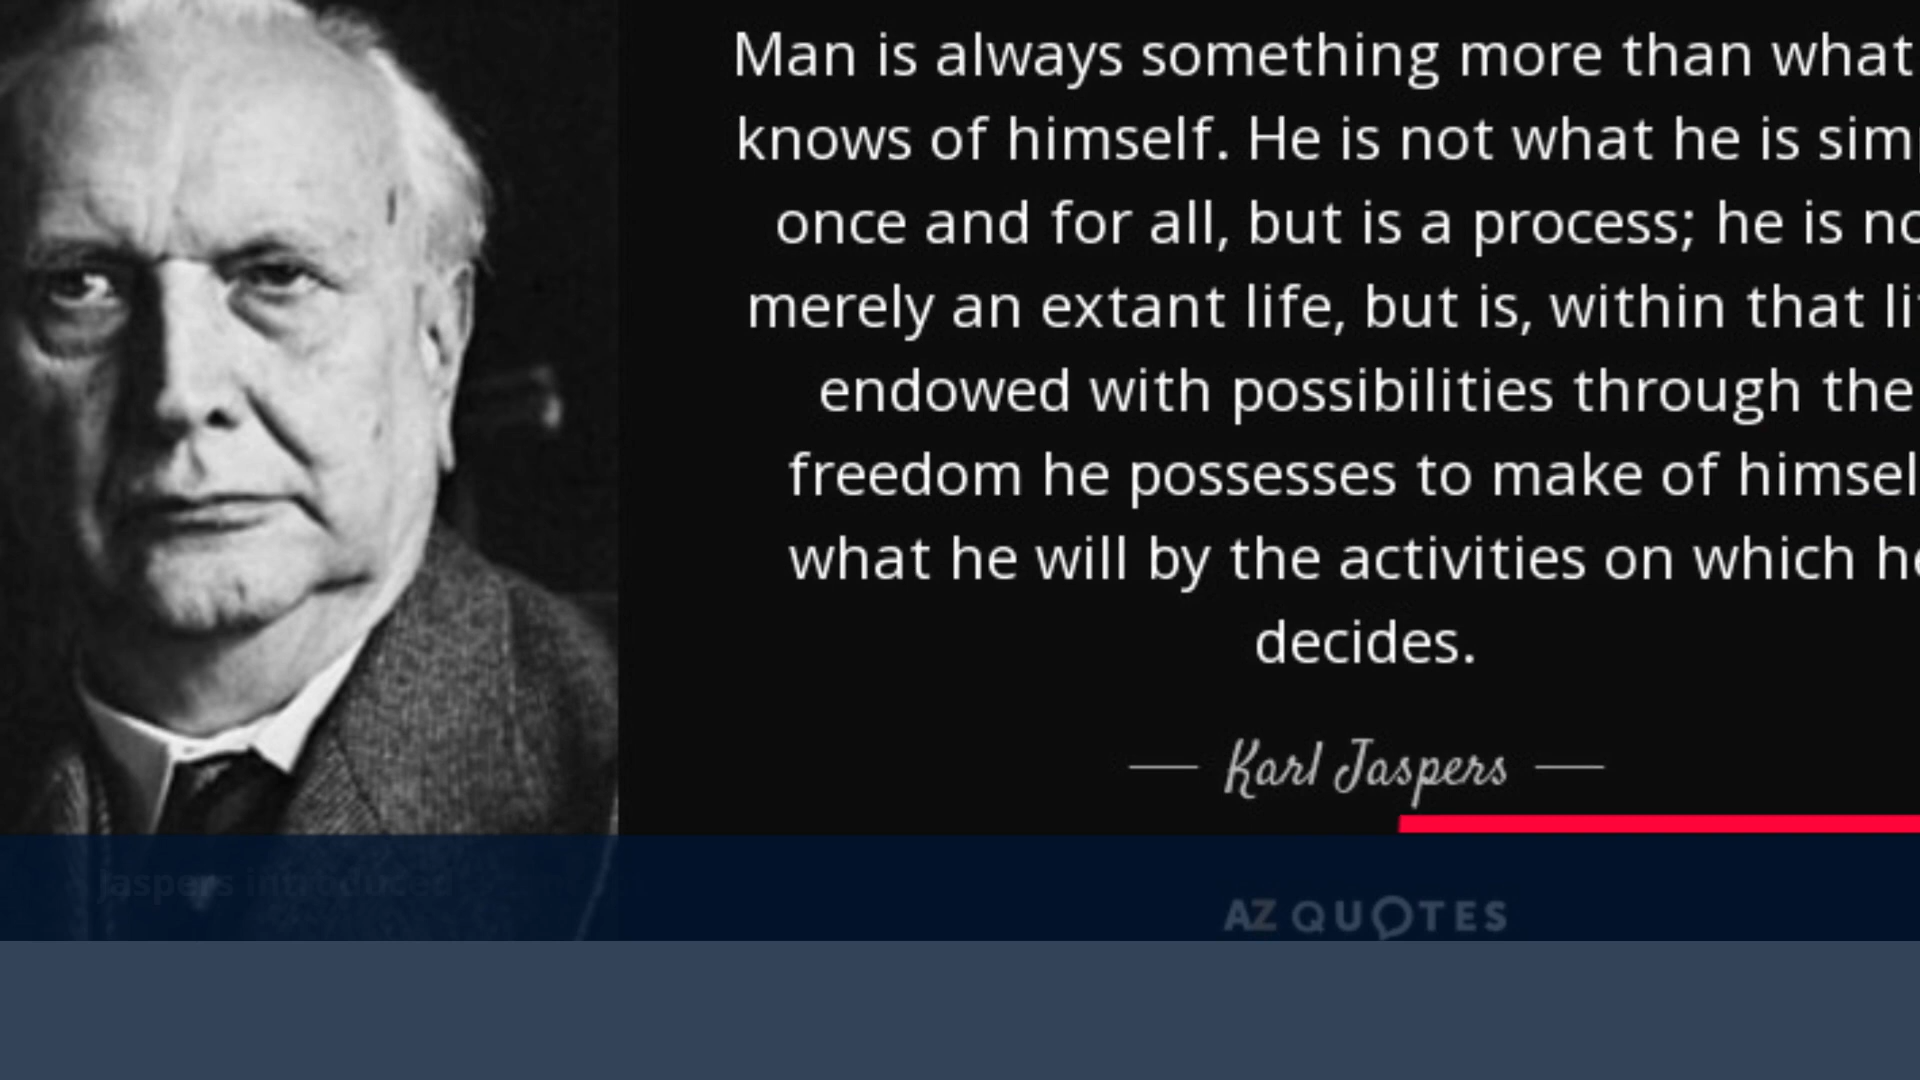 Man is always something more than what
knows of himself. He is not what he is sim
once and for all, but is a process; he is no
merely an extant life, but is, within that li
endowed with possibilities through the
freedom he possesses to make of himsel
what he will by the activities on which he
decides.
Karl Jaspers
Jaspers introduced
AZ QUOTES